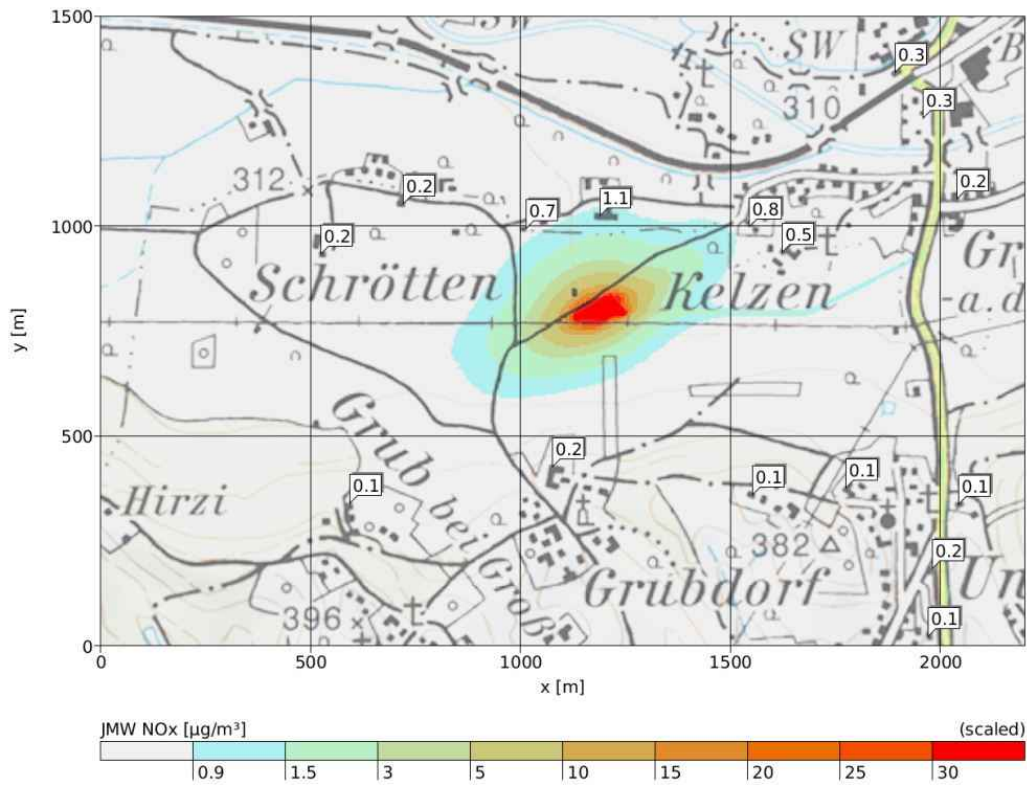 1500
SW
0.3
B
310
0.3
312
0.2
0.2
1.1
0.7
0.8
1000
0.2
0.5
Schrötten
Kelzen
Gr
-a.d
y [m]
500
0.2
Grub
0.1
0.1
0.1
0.1
Hirzi
bei
382
0.2
Groß
Grubdorf
Un
396
0.1
0
0
500
1000
1500
2000
x [m]
JMW NOx [µg/m³] (scaled)
0.9 1.5 3 5 10 15 20 25 30